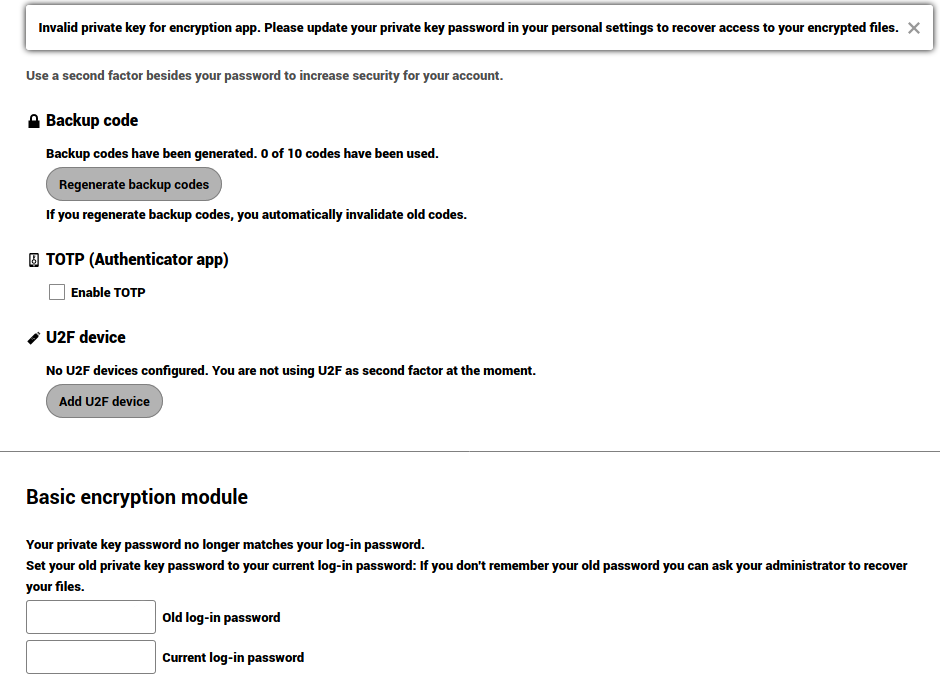 Invalid private key for encryption app. Please update your private key password in your personal settings to recover access to your encrypted files.
Use a second factor besides your password to increase security for your account.
Backup code
Backup codes have been generated. 0 of 10 codes have been used.
Regenerate backup codes
If you regenerate backup codes, you automatically invalidate old codes.
TOTP (Authenticator app)
Enable TOTP
U2F device
No U2F devices configured. You are not using U2F as second factor at the moment.
Add U2F device
Basic encryption module
Your private key password no longer matches your log-in password.
Set your old private key password to your current log-in password: If you don't remember your old password you can ask your administrator to recover
your files.
Old log-in password
Current log-in password